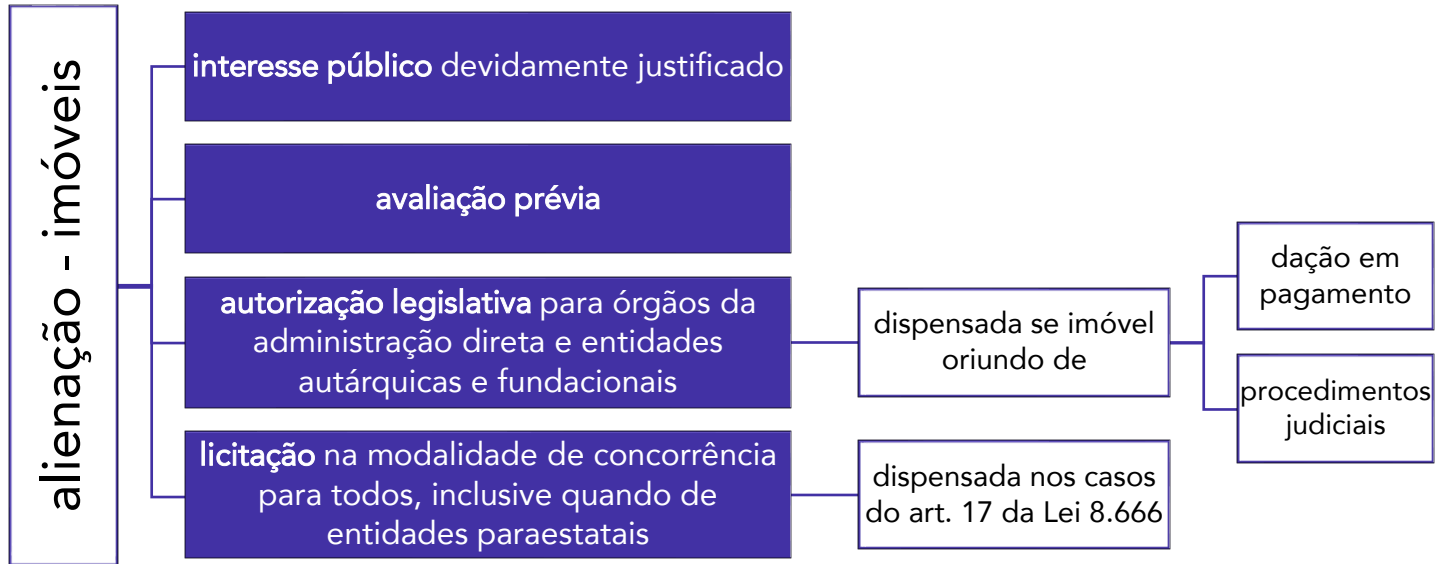 alienação - imóveis
interesse público devidamente justificado
avaliação prévia
autorização legislativa para órgãos da
administração direta e entidades
autárquicas e fundacionais
dispensada se imóvel
oriundo de
dação em
pagamento
procedimentos
judiciais
licitação na modalidade de concorrência
para todos, inclusive quando de
entidades paraestatais
dispensada nos casos
do art. 17 da Lei 8.666